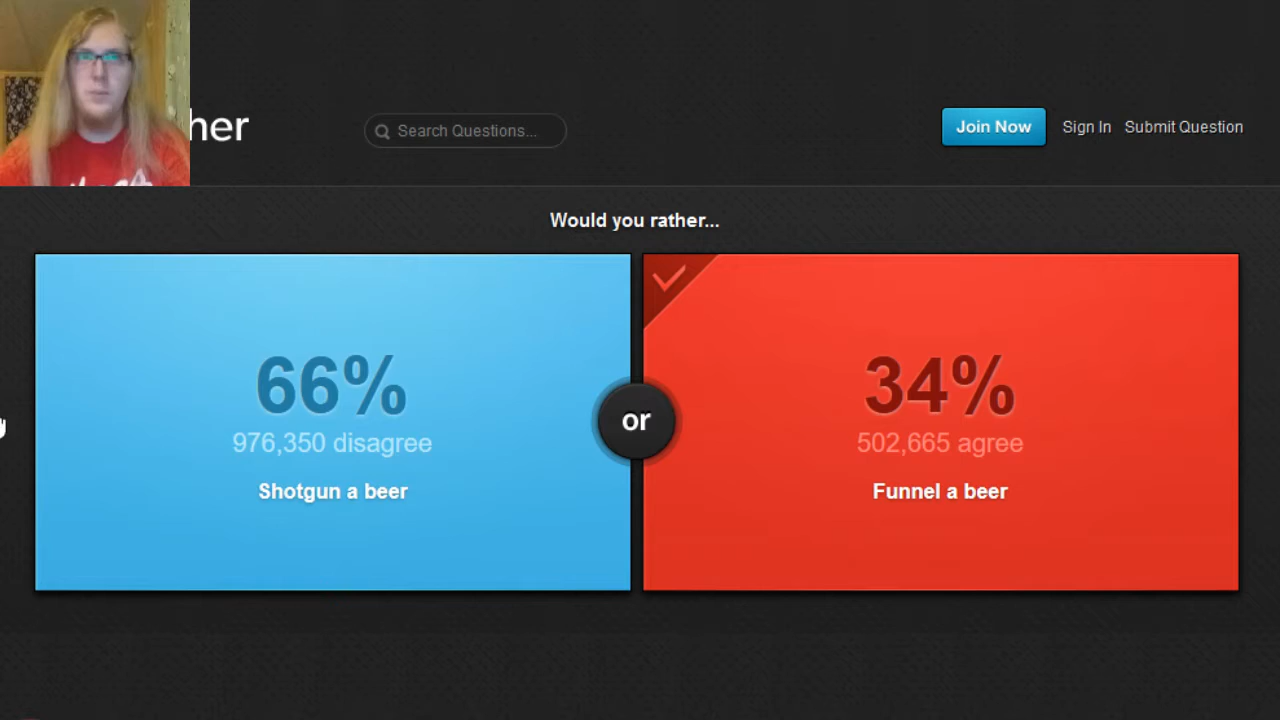 her
Search Questions...
Join Now
Sign In
Submit Question
Would you rather...
66%
976,350 disagree
Shotgun a beer
or
34%
502,665 agree
Funnel a beer